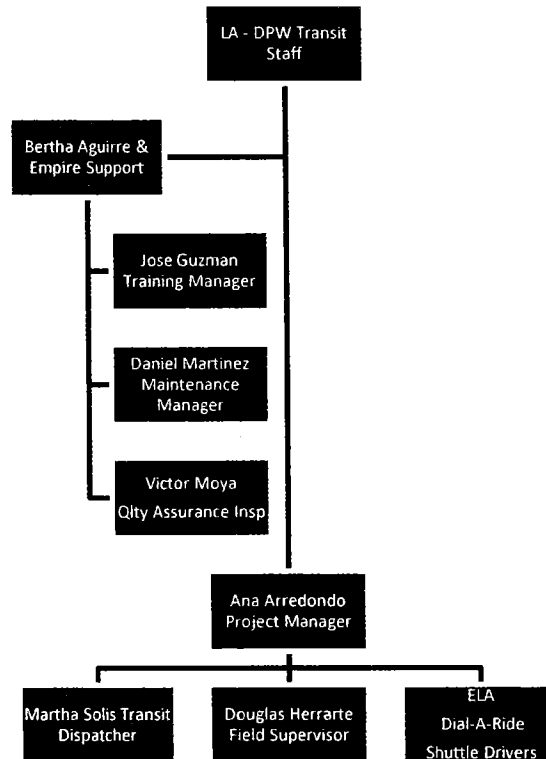 LA - DPW Transit
Staff
Bertha Aguirre &
Empire Support
Jose Guzman
Training Manager
Daniel Martinez
Maintenance
Manager
Victor Moya
Qlty Assurance Insp
Ana Arredondo
Project Manager
Martha Solis Transit
Dispatcher
Douglas Herrarte
Field Supervisor
ELA
Dial-A-Ride
Shuttle Drivers